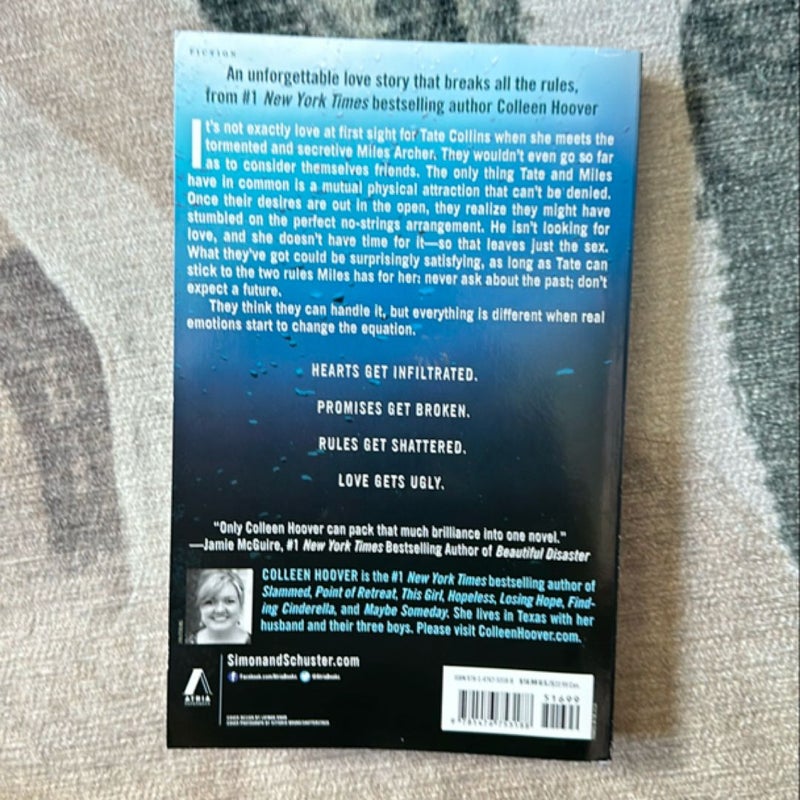 FICTION
An unforgettable love story that breaks all the rules,
from #1 New York Times bestselling author Colleen Hoover
It's not exactly love at first sight for Tate Collins when she meets the
tormented and secretive Miles Archer. They wouldn't even go so far
as to consider themselves friends. The only thing Tate and Miles
have in common is a mutual physical attraction that can't be denied.
Once their desires are out in the open, they realize they might have
stumbled on the perfect no-strings arrangement. He isn't looking for
love, and she doesn't have time for it—so that leaves just the sex.
What they've got could be surprisingly satisfying, as long as Tate can
stick to the two rules Miles has for her: never ask about the past; don't
expect a future.
They think they can handle it, but everything is different when real
emotions start to change the equation.
HEARTS GET INFILTRATED.
PROMISES GET BROKEN.
RULES GET SHATTERED.
LOVE GETS UGLY.
"Only Colleen Hoover can pack that much brilliance into one novel."
—Jamie McGuire, #1 New York Times Bestselling Author of Beautiful Disaster
COLLEEN HOOVER is the #1 New York Times bestselling author of
Slammed, Point of Retreat, This Girl, Hopeless, Losing Hope, Find-
ing Cinderella, and Maybe Someday. She lives in Texas with her
husband and their three boys. Please visit ColleenHoover.com.
SimonandSchuster.com
Facebook.com/AtriaBooks @AtriaBooks
ATRIA
51699